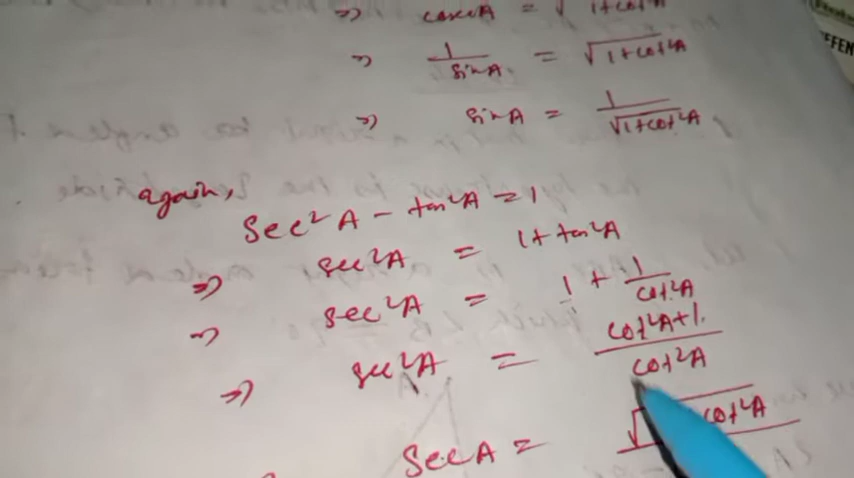 ⇒ cosecA = √1+cot²A
⇒ 1/sinA = √1+cot²A
⇒ sinA = 1/√1+cot²A
again,
Sec²A - tan²A = 1
⇒ sec²A = 1+tan²A
⇒ sec²A = 1 + 1/cot²A
⇒ sec²A = cot²A+1/cot²A
SecA = √ cot²A